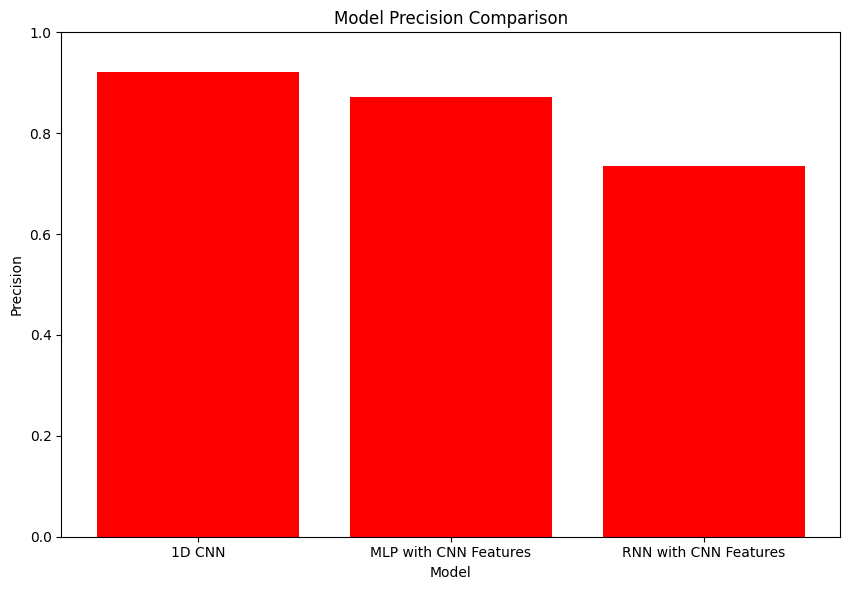 Model Precision Comparison
1.0
0.8
0.6
0.4
0.2
0.0
Precision
1D CNN
MLP with CNN Features
RNN with CNN Features
Model